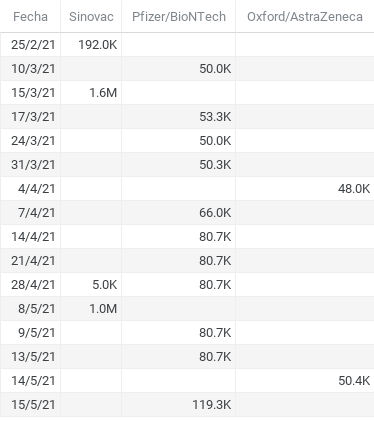 Fecha Sinovac Pfizer/BioNTech Oxford/AstraZeneca
25/2/21 192.0K
10/3/21 50.0K
15/3/21 1.6M
17/3/21 53.3K
24/3/21 50.0K
31/3/21 50.3K
4/4/21 48.0K
7/4/21 66.0K
14/4/21 80.7K
21/4/21 80.7K
28/4/21 5.0K 80.7K
8/5/21 1.0M
9/5/21 80.7K
13/5/21 80.7K
14/5/21 50.4K
15/5/21 119.3K